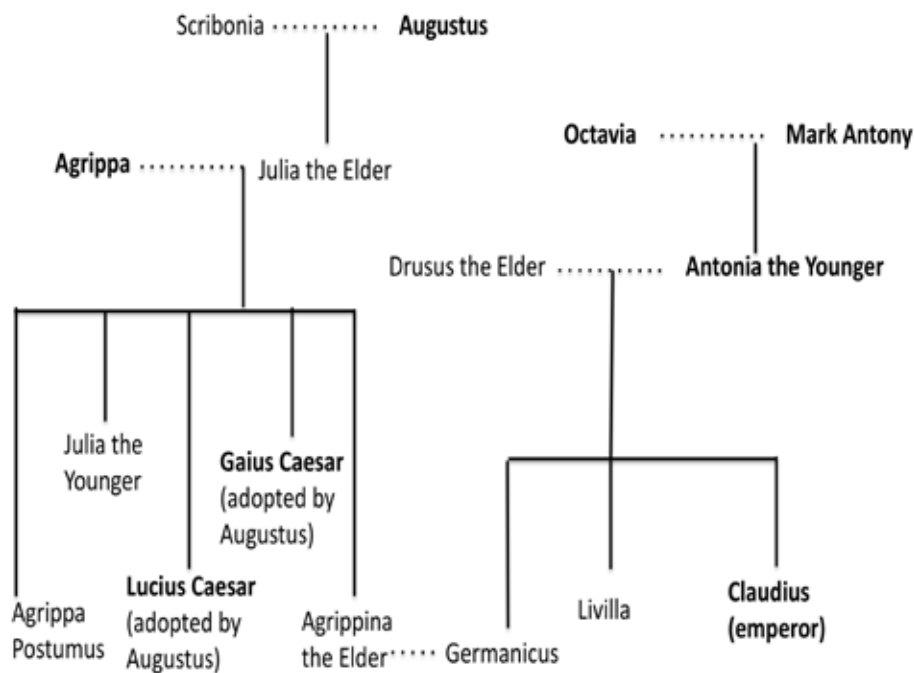 Scribonia Augustus
Octavia Mark Antony
Agrippa Julia the Elder
Drusus the Elder Antonia the Younger
Julia the
Younger
Gaius Caesar
(adopted by
Augustus)
Agrippa
Postumus
Lucius Caesar
(adopted by
Augustus)
Agrippina
the Elder
Germanicus
Livilla
Claudius
(emperor)